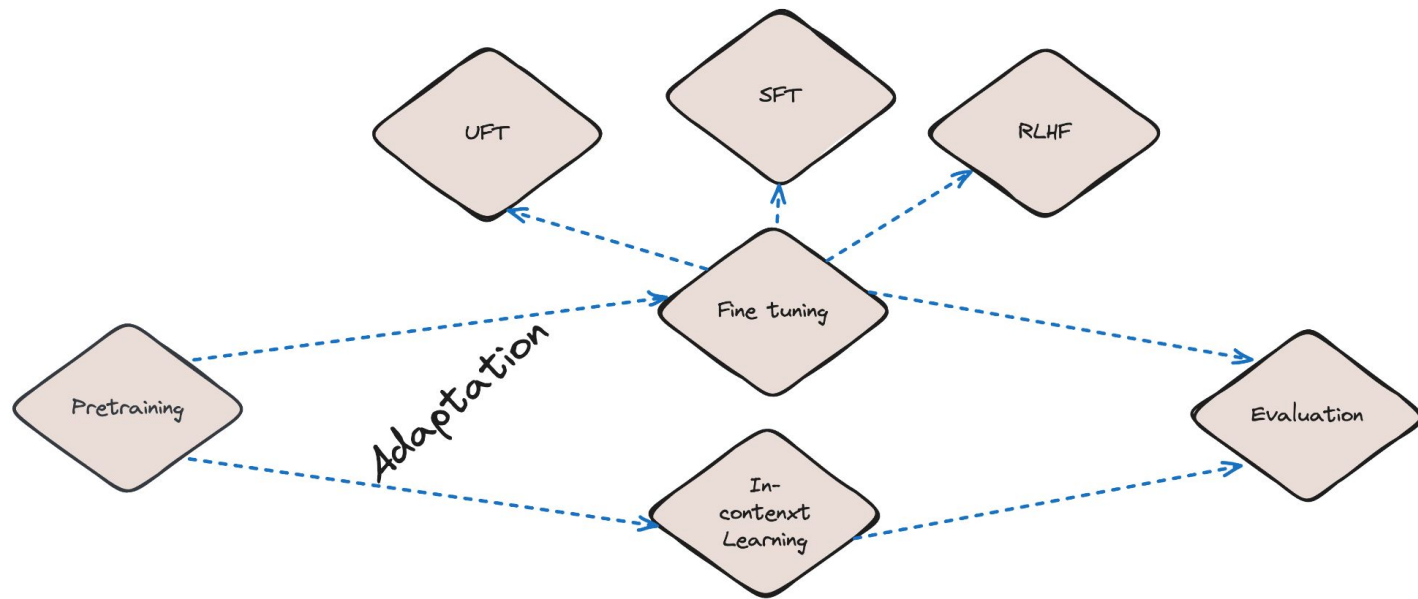 SFT
UFT
RLHF
Fine tuning
Adaptation
Pretraining
Evaluation
In-
contenxt
Learning